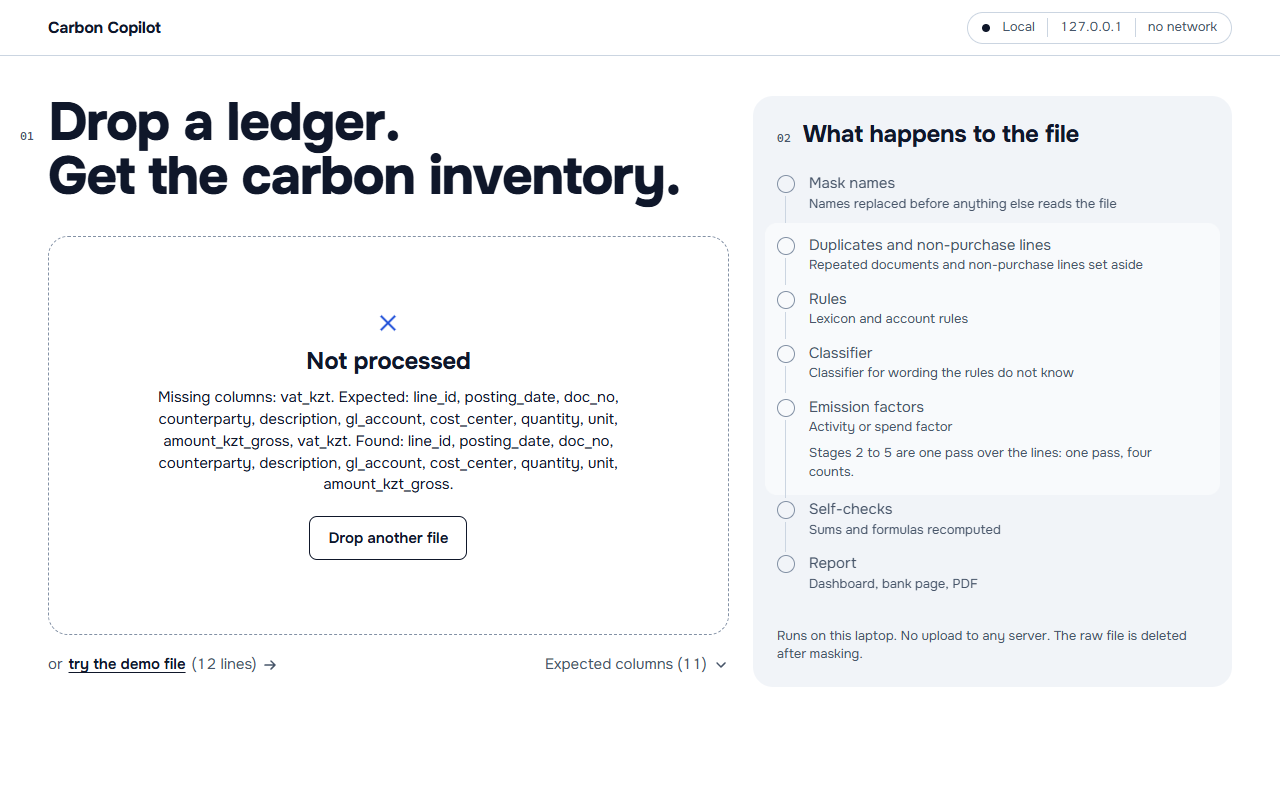 Carbon Copilot
Local 127.0.0.1 no network
01
Drop a ledger.
Get the carbon inventory.
Not processed
Missing columns: vat_kzt. Expected: line_id, posting_date, doc_no,
counterparty, description, gl_account, cost_center, quantity, unit,
amount_kzt_gross, vat_kzt. Found: line_id, posting_date, doc_no,
counterparty, description, gl_account, cost_center, quantity, unit,
amount_kzt_gross.
Drop another file
or try the demo file (12 lines) →
Expected columns (11)
02 What happens to the file
Mask names
Names replaced before anything else reads the file
Duplicates and non-purchase lines
Repeated documents and non-purchase lines set aside
Rules
Lexicon and account rules
Classifier
Classifier for wording the rules do not know
Emission factors
Activity or spend factor
Stages 2 to 5 are one pass over the lines: one pass, four
counts.
Self-checks
Sums and formulas recomputed
Report
Dashboard, bank page, PDF
Runs on this laptop. No upload to any server. The raw file is deleted
after masking.